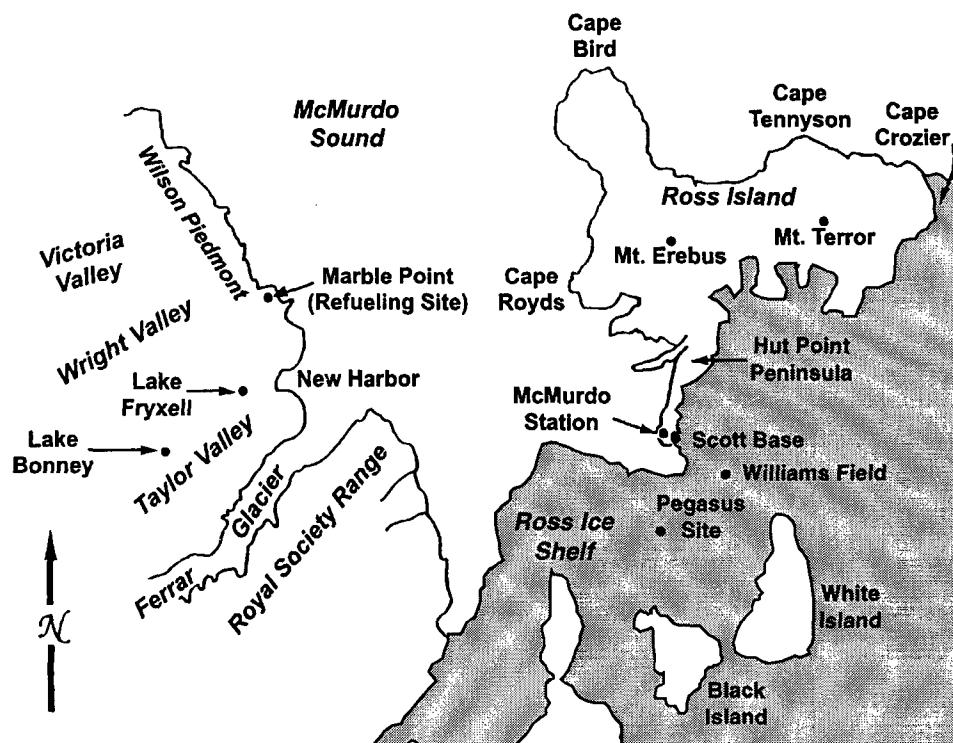 Cape
Bird
McMurdo
Sound
Cape
Tennyson
Cape
Crozier
Wilson Piedmont
Ross Island
Victoria
Valley
Mt. Erebus
Mt. Terror
Marble Point
(Refueling Site)
Cape
Royds
Wright Valley
Hut Point
Peninsula
Lake
Fryxell
New Harbor
McMurdo
Station
Lake
Bonney
Taylor Valley
Scott Base
Williams Field
Glacier
Ferrar
Royal Society Range
Ross Ice
Shelf
Pegasus
Site
White
Island
N
Black
Island